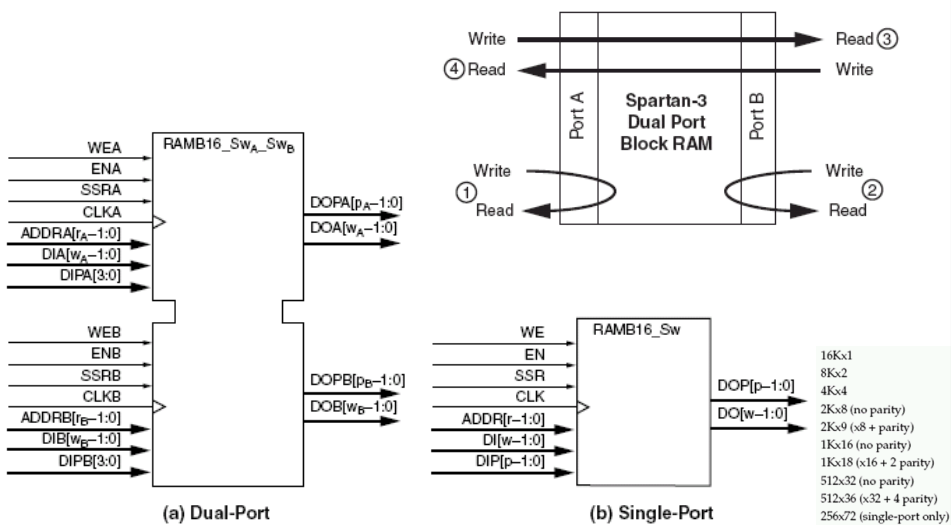 Write
Read ③
④ Read
Write
Port A
Spartan-3
Dual Port
Block RAM
Port B
Write
①
Read
Write
②
Read
RAMB16_SwA_SwB
WEA
ENA
SSRA
CLKA
ADDRA[rA–1:0]
DIA[wA–1:0]
DIPA[3:0]
DOPA[pA–1:0]
DOA[wA–1:0]
WEB
ENB
SSRB
CLKB
ADDRB[rB–1:0]
DIB[wB–1:0]
DIPB[3:0]
DOPB[pB–1:0]
DOB[wB–1:0]
(a) Dual-Port
RAMB16_Sw
WE
EN
SSR
CLK
ADDR[r–1:0]
DI[w–1:0]
DIP[p–1:0]
DOP[p–1:0]
DO[w–1:0]
(b) Single-Port
16Kx1
8Kx2
4Kx4
2Kx8 (no parity)
2Kx9 (x8 + parity)
1Kx16 (no parity)
1Kx18 (x16 + 2 parity)
512x32 (no parity)
512x36 (x32 + 4 parity)
256x72 (single-port only)